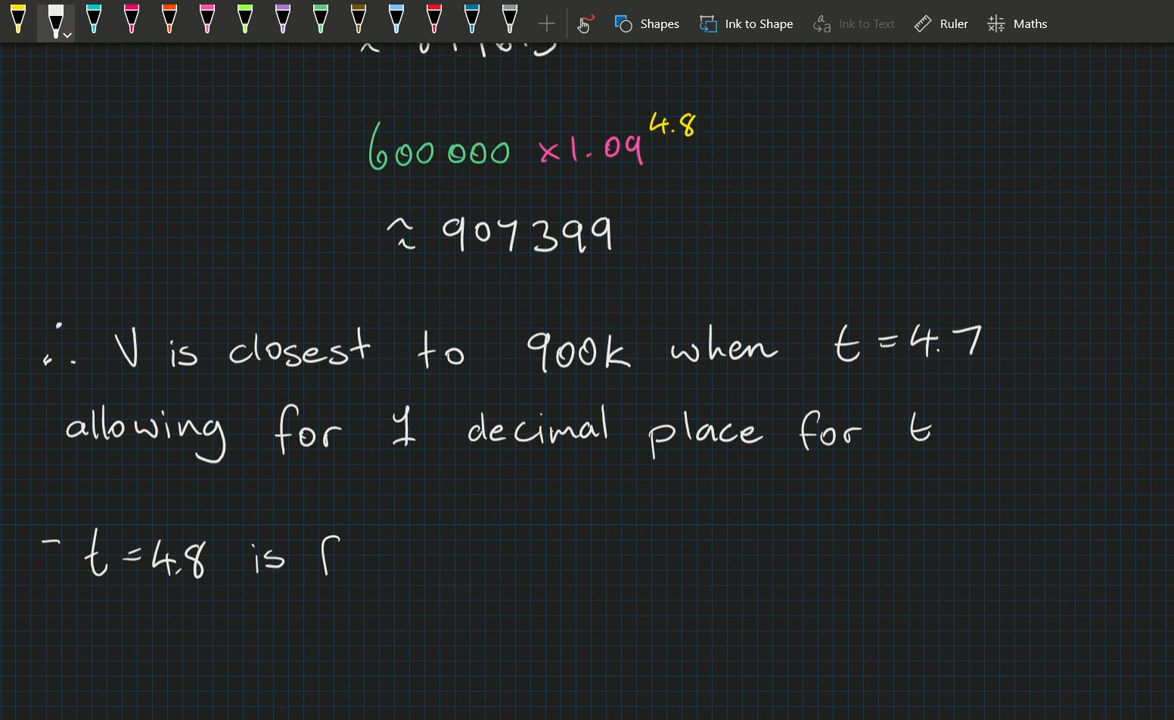 Shapes Ink to Shape Ink to Text Ruler Maths
600 000 × 1.09^4.8
≈ 907399
∴ V is closest to 900k when t = 4.7
allowing for 1 decimal place for t
- t = 4.8 is